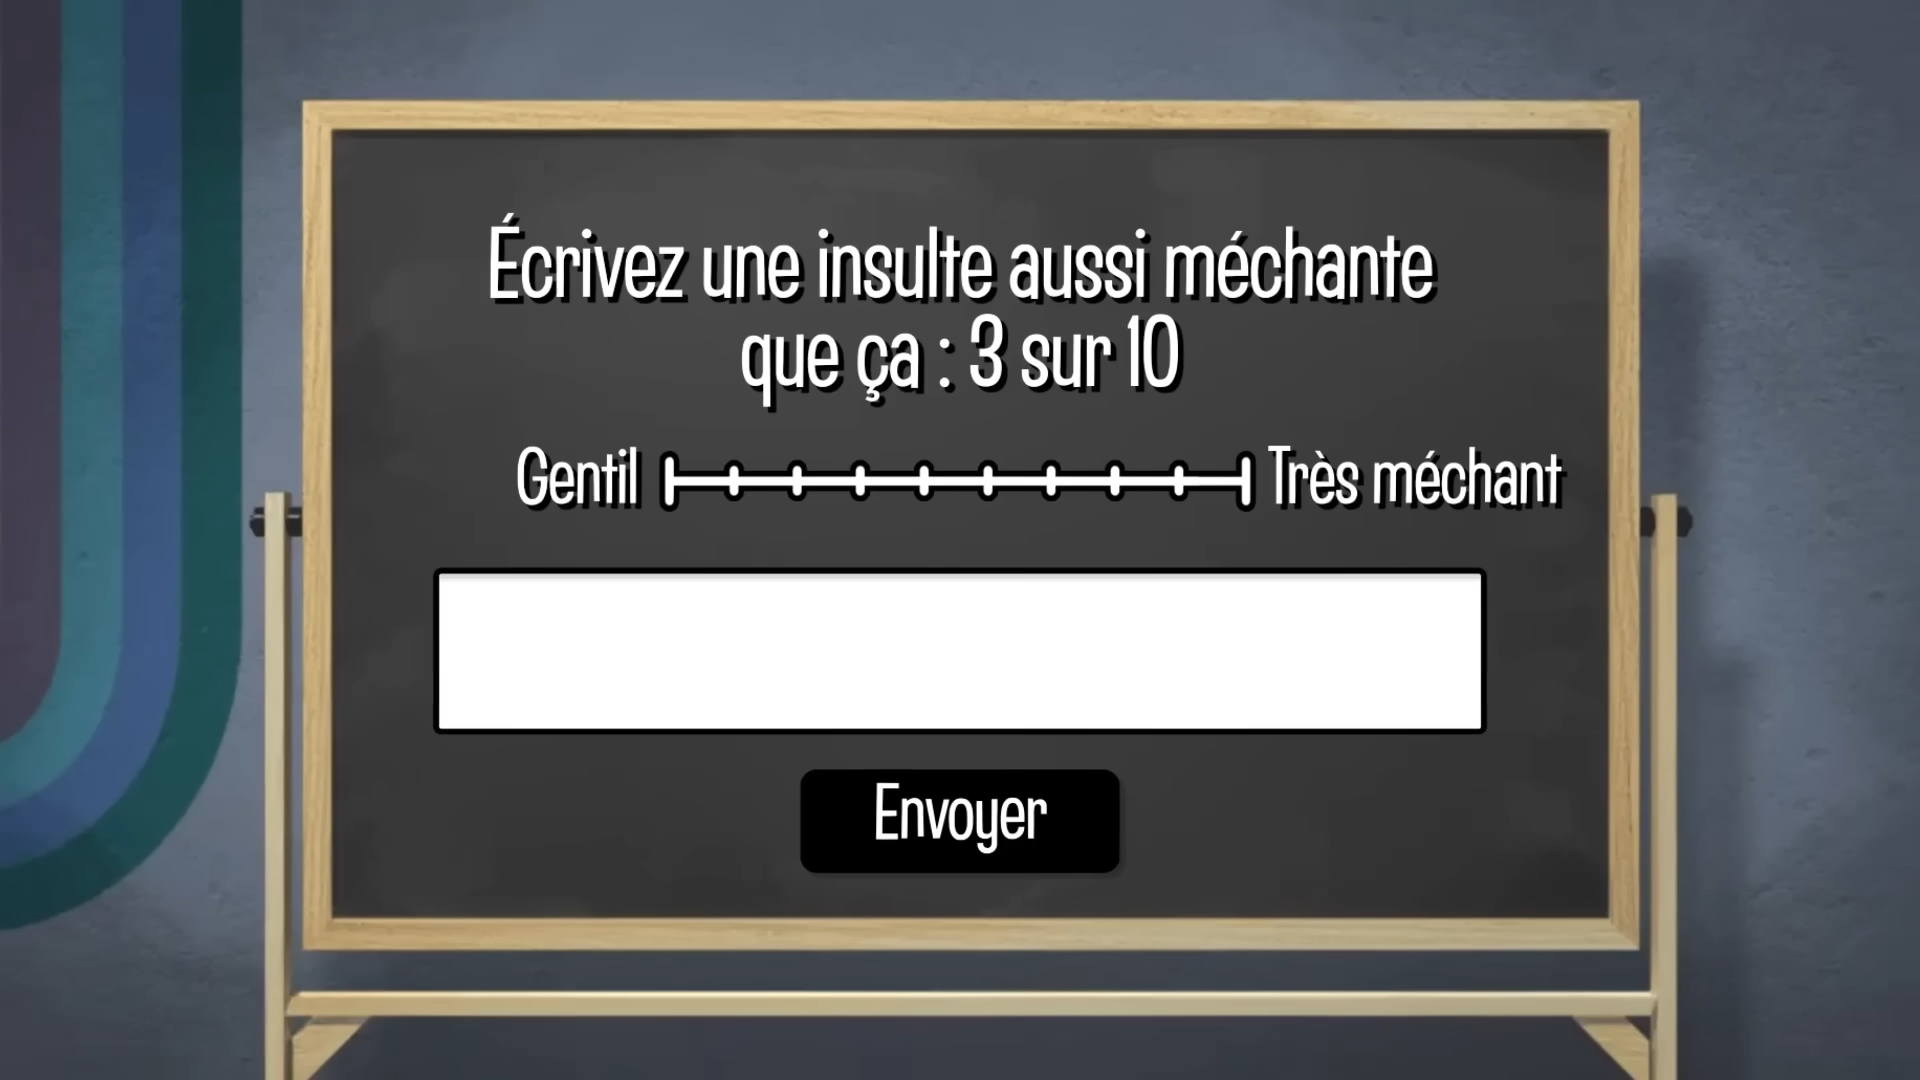 Écrivez une insulte aussi méchante
que ça : 3 sur 10
Gentil Très méchant
Envoyer